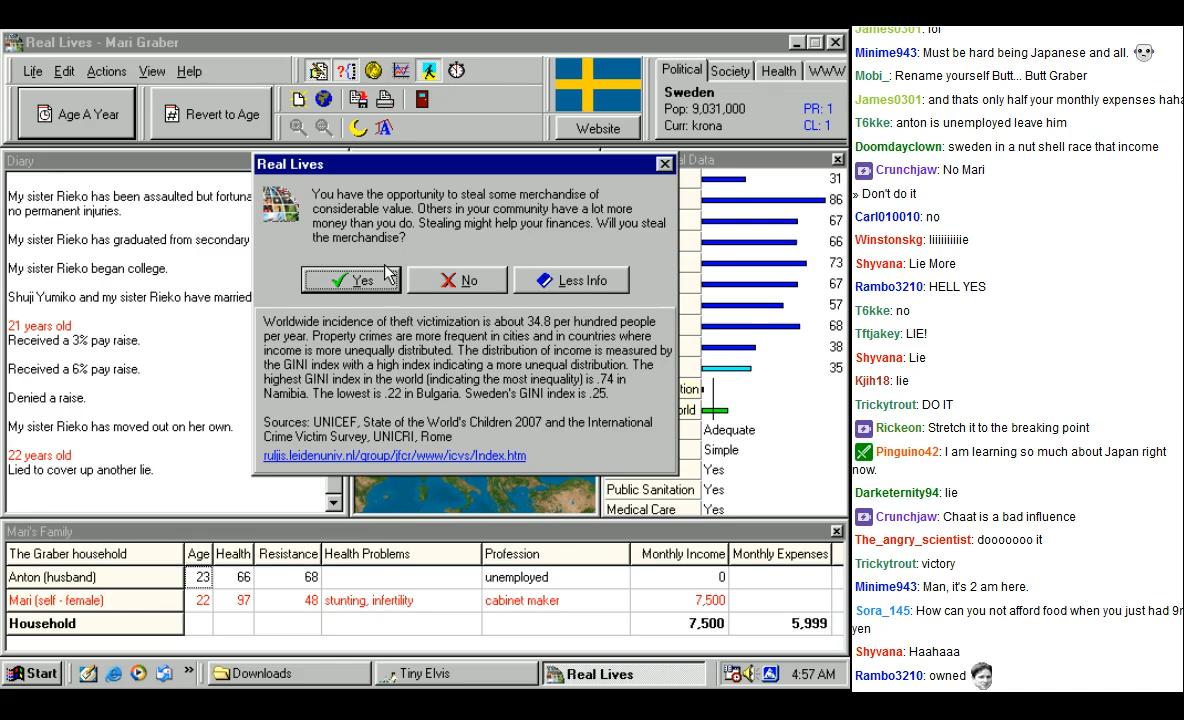 Real Lives - Mari Graber
Life Edit Actions View Help
Age A Year
Revert to Age
Website
Political Society Health WWW
Sweden
Pop: 9,031,000 PR: 1
Curr: krona CL: 1
Diary
My sister Rieko has been assaulted but fortuna
no permanent injuries.
My sister Rieko has graduated from secondary
My sister Rieko began college.
Shuji Yumiko and my sister Rieko have married
21 years old
Received a 3% pay raise.
Received a 6% pay raise.
Denied a raise.
My sister Rieko has moved out on her own.
22 years old
Lied to cover up another lie.
Real Lives
You have the opportunity to steal some merchandise of
considerable value. Others in your community have a lot more
money than you do. Stealing might help your finances. Will you steal
the merchandise?
Yes
No
Less Info
Worldwide incidence of theft victimization is about 34.8 per hundred people
per year. Property crimes are more frequent in cities and in countries where
income is more unequally distributed. The distribution of income is measured by
the GINI index with a high index indicating a more unequal distribution. The
highest GINI index in the world (indicating the most inequality) is .74 in
Namibia. The lowest is .22 in Bulgaria. Sweden's GINI index is .25.
Sources: UNICEF, State of the World's Children 2007 and the International
Crime Victim Survey, UNICRI, Rome
ruljis.leidenuniv.nl/group/jfcr/www/icvs/Index.htm
al Data
31
86
67
66
73
67
57
68
38
35
tion
orld
Adequate
Simple
Yes
Public Sanitation Yes
Medical Care Yes
Mari's Family
The Graber household Age Health Resistance Health Problems Profession Monthly Income Monthly Expenses
Anton (husband) 23 66 68 unemployed 0
Mari (self - female) 22 97 48 stunting, infertility cabinet maker 7,500
Household 7,500 5,999
Start » Downloads Tiny Elvis Real Lives 4:57 AM
James0301: lol
Minime943: Must be hard being Japanese and all.
Mobi_: Rename yourself Butt... Butt Graber
James0301: and thats only half your monthly expenses haha
T6kke: anton is unemployed leave him
Doomdayclown: sweden in a nut shell race that income
Crunchjaw: No Mari
» Don't do it
Carl010010: no
Winstonskg: liiiiiiiiiie
Shyvana: Lie More
Rambo3210: HELL YES
T6kke: no
Tftjakey: LIE!
Shyvana: Lie
Kjih18: lie
Trickytrout: DO IT
Rickeon: Stretch it to the breaking point
Pinguino42: I am learning so much about Japan right
now.
Darketernity94: lie
Crunchjaw: Chaat is a bad influence
The_angry_scientist: dooooooo it
Trickytrout: victory
Minime943: Man, it's 2 am here.
Sora_145: How can you not afford food when you just had 9m
yen
Shyvana: Haahaaa
Rambo3210: owned